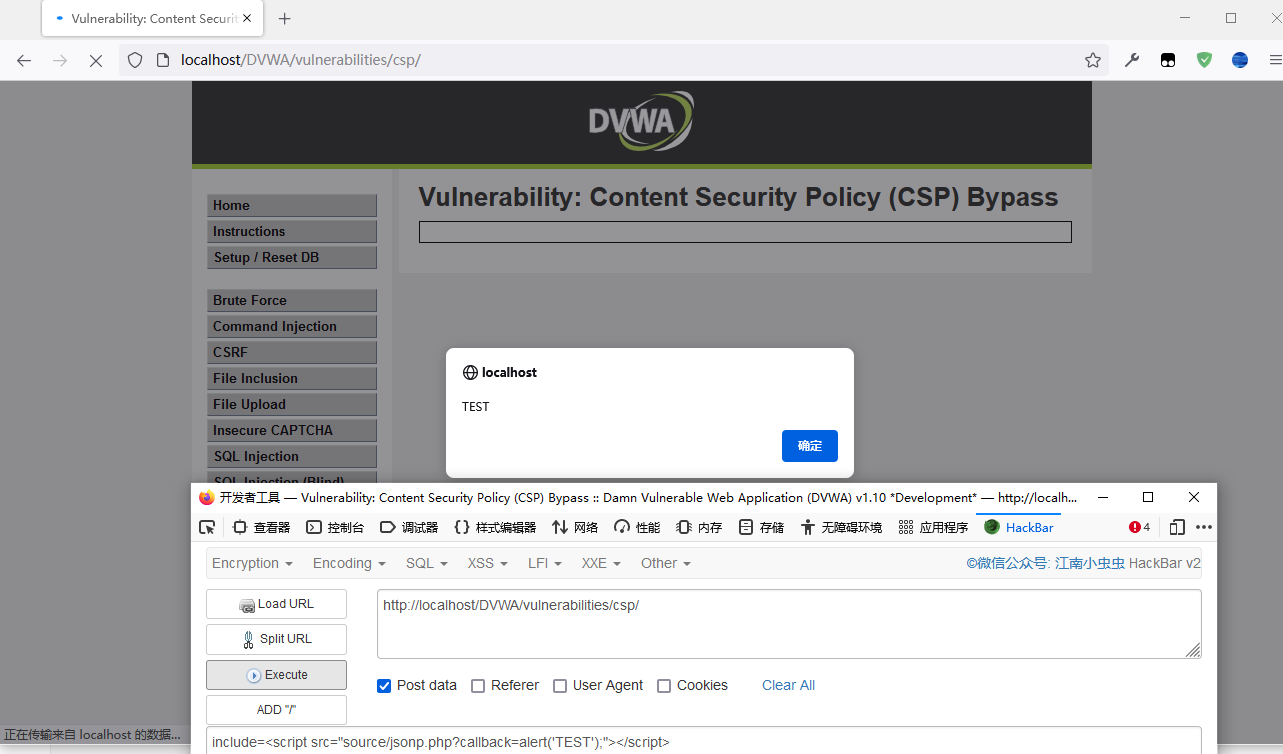 Vulnerability: Content Securit
localhost/DVWA/vulnerabilities/csp/
DVWA
Home
Instructions
Setup / Reset DB
Brute Force
Command Injection
CSRF
File Inclusion
File Upload
Insecure CAPTCHA
SQL Injection
SQL Injection (Blind)
Vulnerability: Content Security Policy (CSP) Bypass
localhost
TEST
确定
开发者工具 — Vulnerability: Content Security Policy (CSP) Bypass :: Damn Vulnerable Web Application (DVWA) v1.10 *Development* — http://localh...
查看器 控制台 调试器 样式编辑器 网络 性能 内存 存储 无障碍环境 应用程序 HackBar 4
Encryption Encoding SQL XSS LFI XXE Other ©微信公众号: 江南小虫虫 HackBar v2
Load URL
Split URL
Execute
ADD "/"
http://localhost/DVWA/vulnerabilities/csp/
Post data Referer User Agent Cookies Clear All
include=<script src="source/jsonp.php?callback=alert('TEST');"></script>
正在传输来自 localhost 的数据...